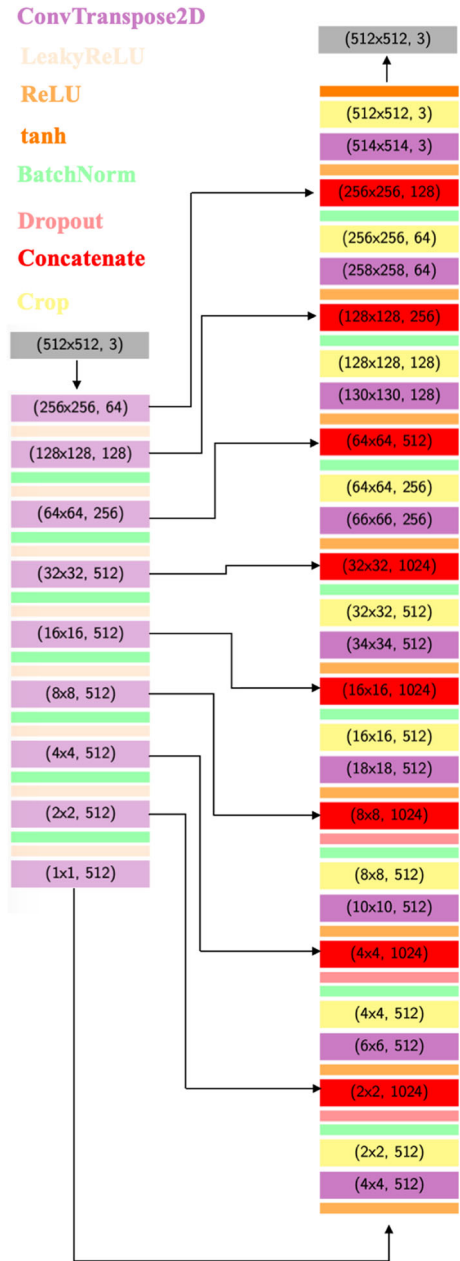 ConvTranspose2D
LeakyReLU
ReLU
tanh
BatchNorm
Dropout
Concatenate
Crop
(512x512, 3)
(256x256, 64)
(128x128, 128)
(64x64, 256)
(32x32, 512)
(16x16, 512)
(8x8, 512)
(4x4, 512)
(2x2, 512)
(1x1, 512)
(512x512, 3)
(512x512, 3)
(514x514, 3)
(256x256, 128)
(256x256, 64)
(258x258, 64)
(128x128, 256)
(128x128, 128)
(130x130, 128)
(64x64, 512)
(64x64, 256)
(66x66, 256)
(32x32, 1024)
(32x32, 512)
(34x34, 512)
(16x16, 1024)
(16x16, 512)
(18x18, 512)
(8x8, 1024)
(8x8, 512)
(10x10, 512)
(4x4, 1024)
(4x4, 512)
(6x6, 512)
(2x2, 1024)
(2x2, 512)
(4x4, 512)